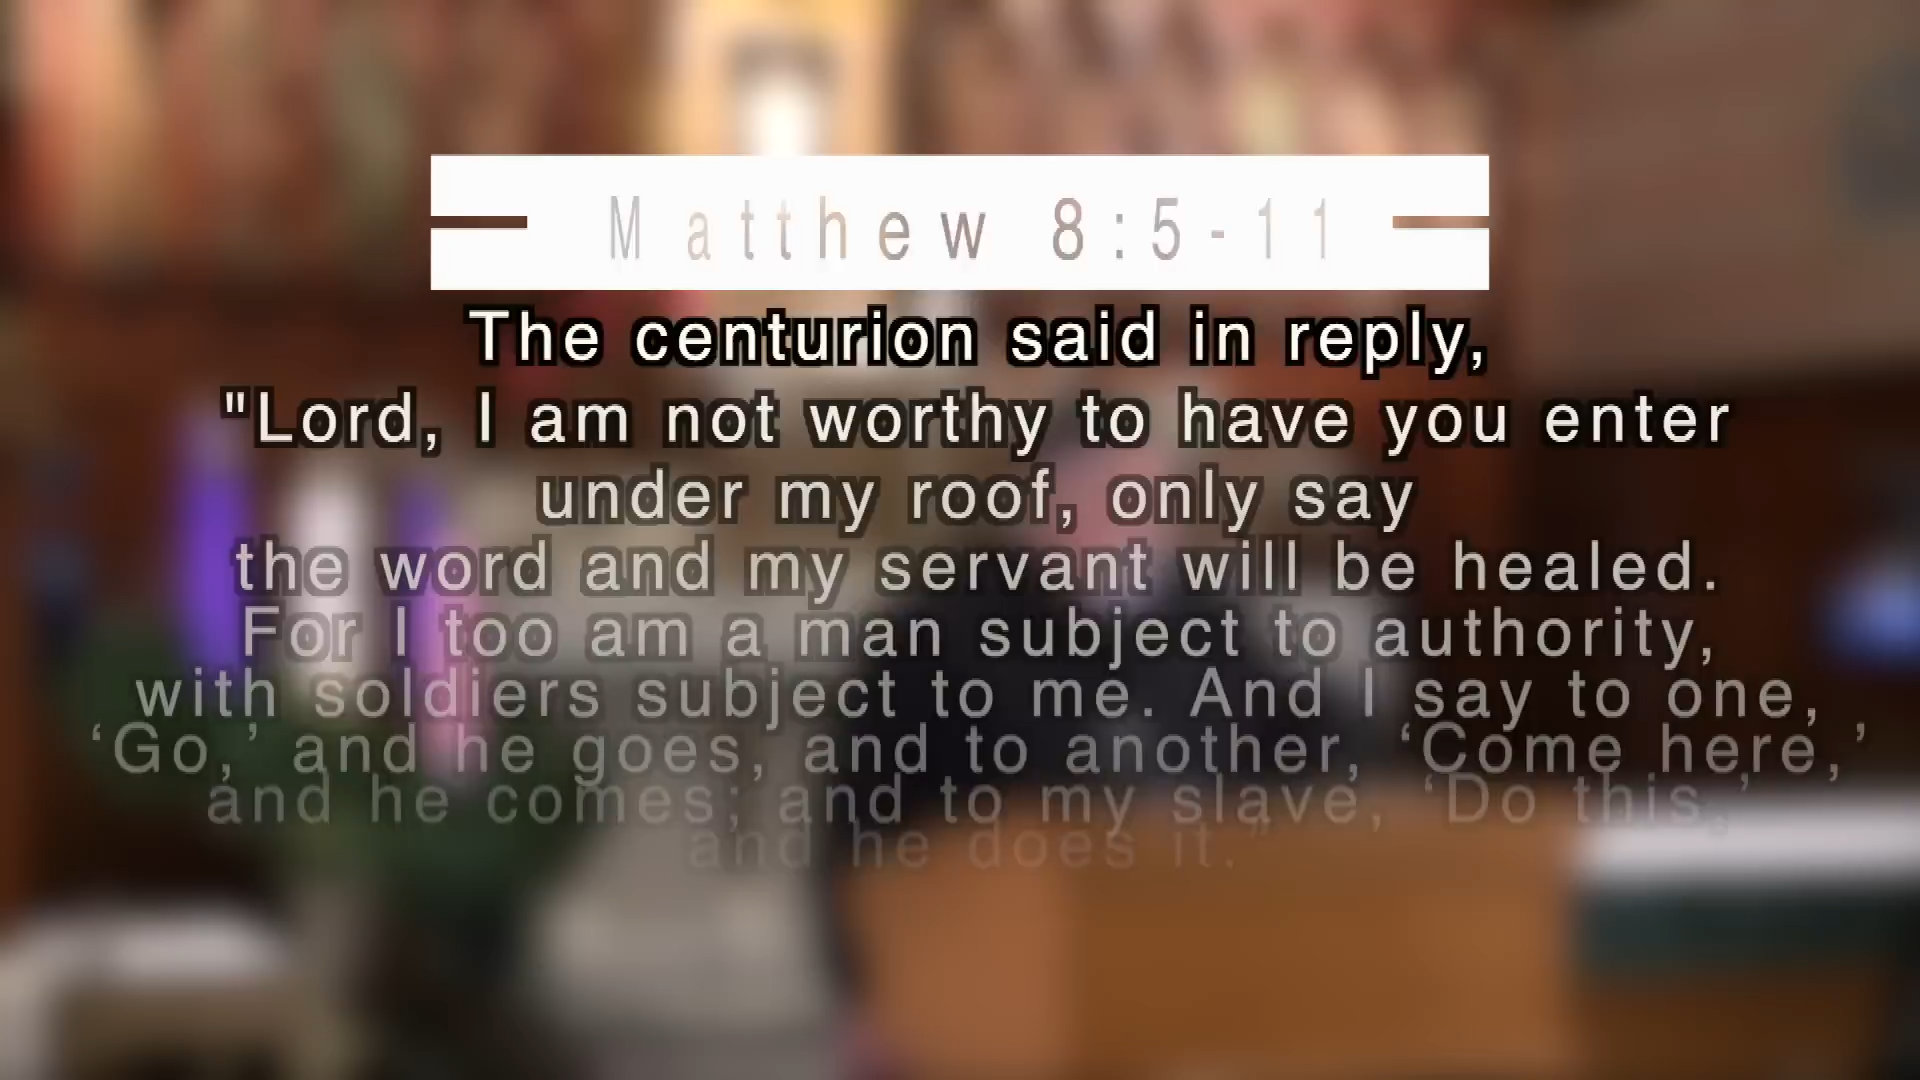 Matthew 8:5-11
The centurion said in reply,
"Lord, I am not worthy to have you enter
under my roof, only say
the word and my servant will be healed.
For I too am a man subject to authority,
with soldiers subject to me. And I say to one, ,
‘Go,’ and he goes, and to another, ‘Come here,’
and he comes; and to my slave, ‘Do this,’
and he does it.”